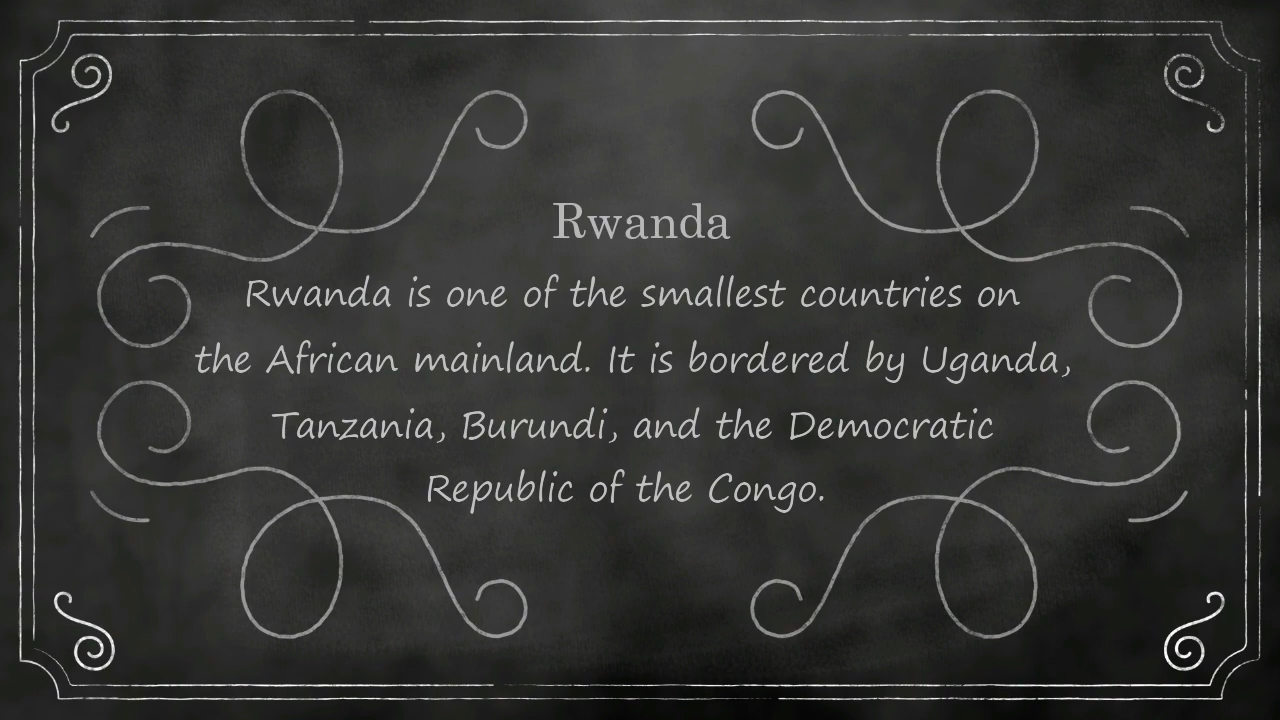 Rwanda
Rwanda is one of the smallest countries on
the African mainland. It is bordered by Uganda,
Tanzania, Burundi, and the Democratic
Republic of the Congo.